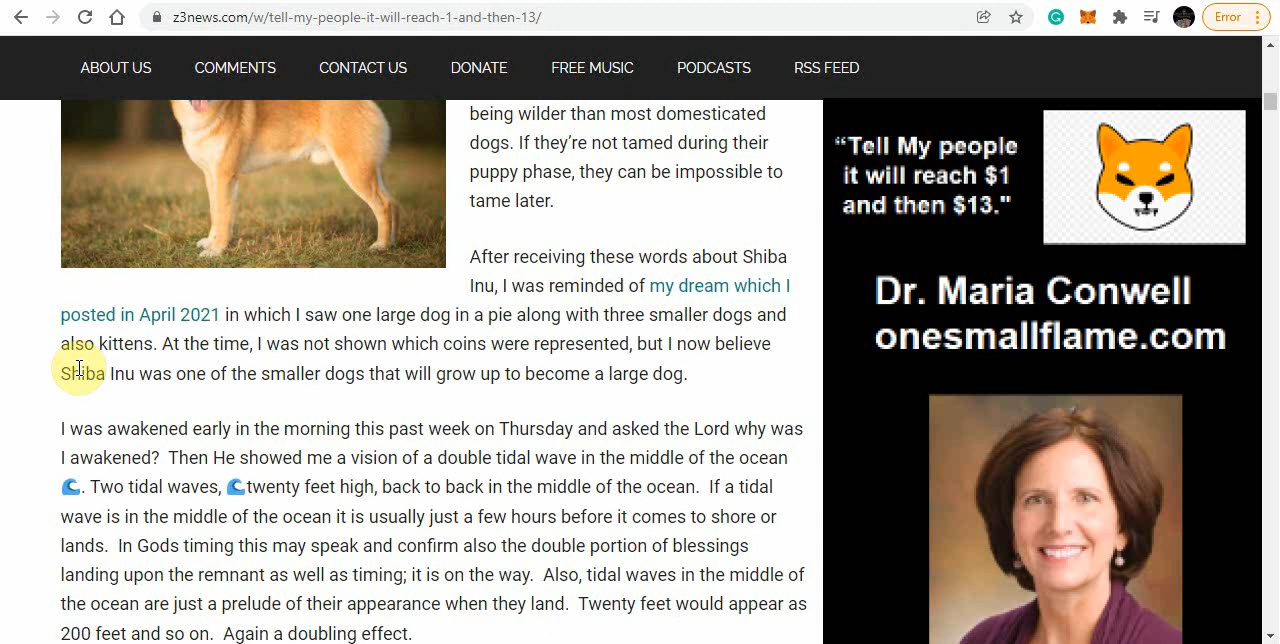 z3news.com/w/tell-my-people-it-will-reach-1-and-then-13/
Error
ABOUT US
COMMENTS
CONTACT US
DONATE
FREE MUSIC
PODCASTS
RSS FEED
being wilder than most domesticated
dogs. If they’re not tamed during their
puppy phase, they can be impossible to
tame later.
After receiving these words about Shiba
Inu, I was reminded of my dream which I
posted in April 2021 in which I saw one large dog in a pie along with three smaller dogs and
also kittens. At the time, I was not shown which coins were represented, but I now believe
Shiba Inu was one of the smaller dogs that will grow up to become a large dog.
I was awakened early in the morning this past week on Thursday and asked the Lord why was
I awakened?  Then He showed me a vision of a double tidal wave in the middle of the ocean
🌊. Two tidal waves, 🌊twenty feet high, back to back in the middle of the ocean.  If a tidal
wave is in the middle of the ocean it is usually just a few hours before it comes to shore or
lands.  In Gods timing this may speak and confirm also the double portion of blessings
landing upon the remnant as well as timing; it is on the way.  Also, tidal waves in the middle of
the ocean are just a prelude of their appearance when they land.  Twenty feet would appear as
200 feet and so on.  Again a doubling effect.
“Tell My people
it will reach $1
and then $13."
Dr. Maria Conwell
onesmallflame.com